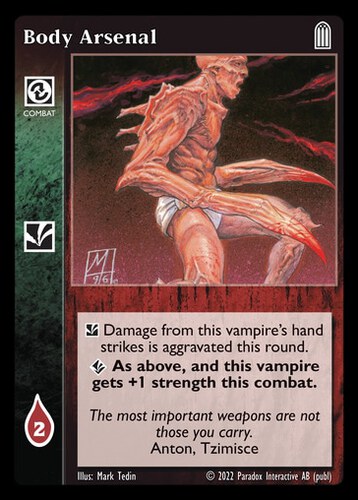 Body Arsenal
COMBAT
Damage from this vampire's hand
strikes is aggravated this round.
As above, and this vampire
gets +1 strength this combat.
The most important weapons are not
those you carry.
Anton, Tzimisce
2
Illus: Mark Tedin © 2022 Paradox Interactive AB (publ)